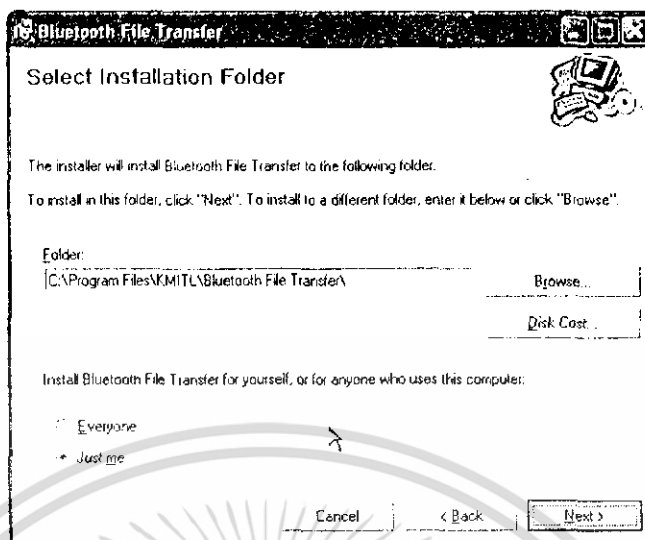 Bluetooth File Transfer
Select Installation Folder
The installer will install Bluetooth File Transfer to the following folder.
To install in this folder, click "Next". To install to a different folder, enter it below or click "Browse".
Folder:
C:\Program Files\KMITL\Bluetooth File Transfer\
Browse...
Disk Cost...
Install Bluetooth File Transfer for yourself, or for anyone who uses this computer:
Everyone
Just me
Cancel
< Back
Next >